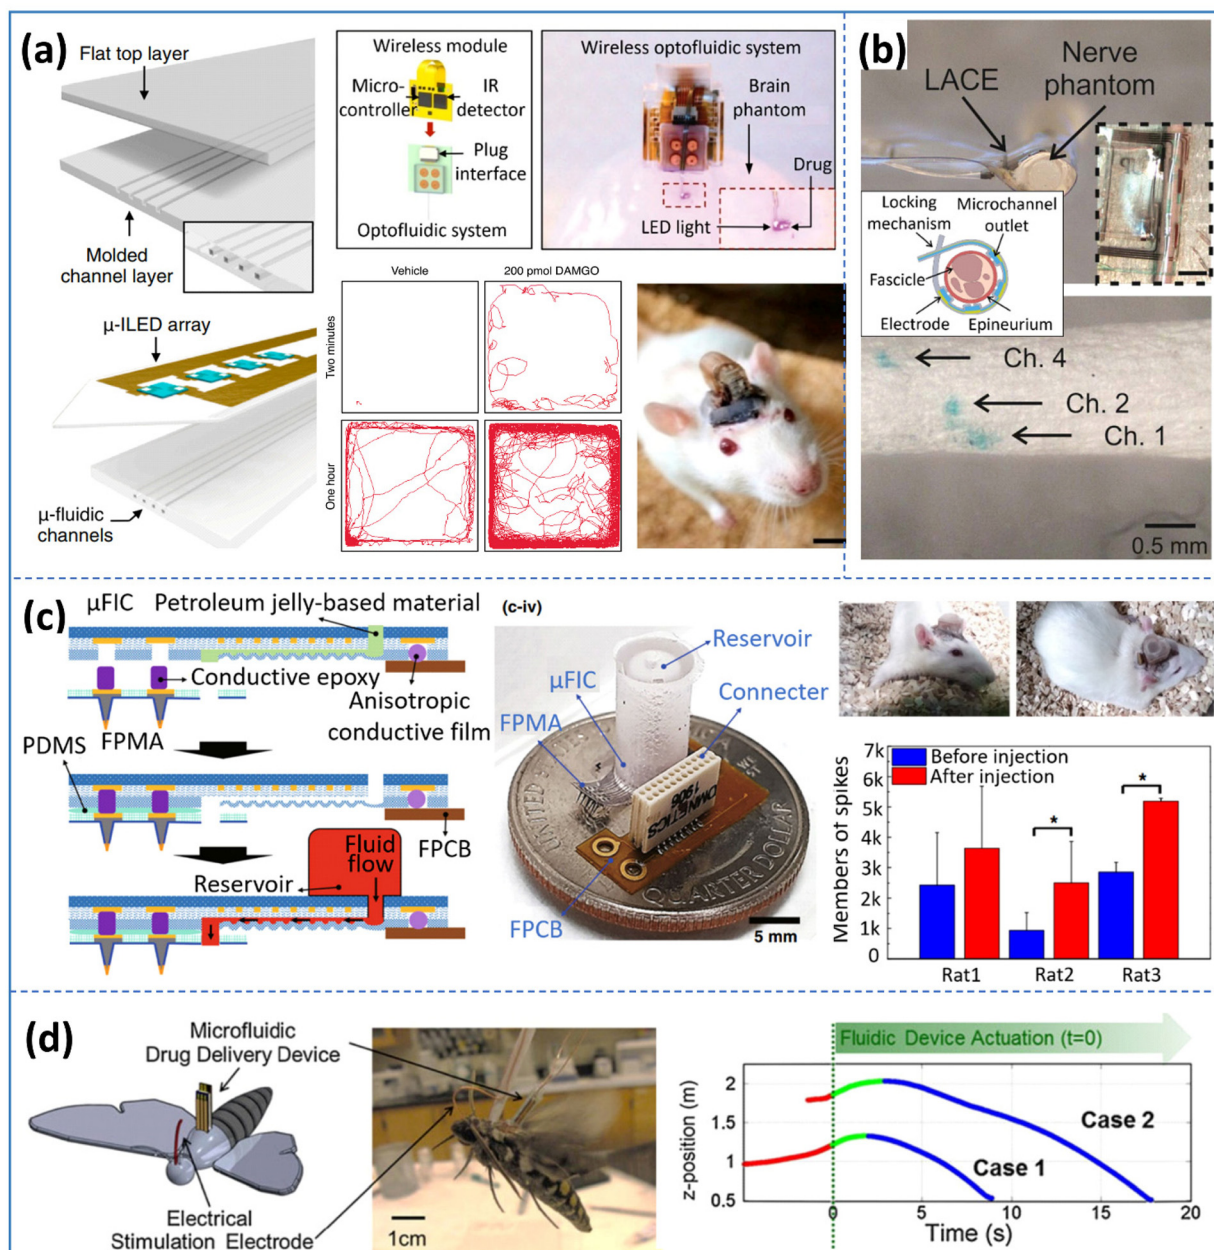 (a)
Flat top layer
Molded
channel layer
μ-ILED array
μ-fluidic
channels
Wireless module
Micro-
controller
IR
detector
Plug
interface
Optofluidic system
Wireless optofluidic system
Brain
phantom
Drug
LED light
Vehicle
200 pmol DAMGO
Two minutes
One hour
(b)
LACE
Nerve
phantom
Locking
mechanism
Microchannel
outlet
Fascicle
Electrode
Epineurium
Ch. 4
Ch. 2
Ch. 1
0.5 mm
(c)
μFIC
Petroleum jelly-based material
Conductive epoxy
Anisotropic
conductive film
PDMS
FPMA
FPCB
Fluid
flow
Reservoir
(c-iv)
Reservoir
μFIC
Connecter
FPMA
OMNETICS
1906
UNITED
QUARTER DOLLAR
FPCB
5 mm
Members of spikes
7k
6k
5k
4k
3k
2k
1k
0
Before injection
After injection
*
*
Rat1
Rat2
Rat3
(d)
Microfluidic
Drug Delivery Device
Electrical
Stimulation Electrode
1cm
Fluidic Device Actuation (t=0)
z-position (m)
2
1.5
1
0.5
Case 2
Case 1
0
5
10
15
20
Time (s)